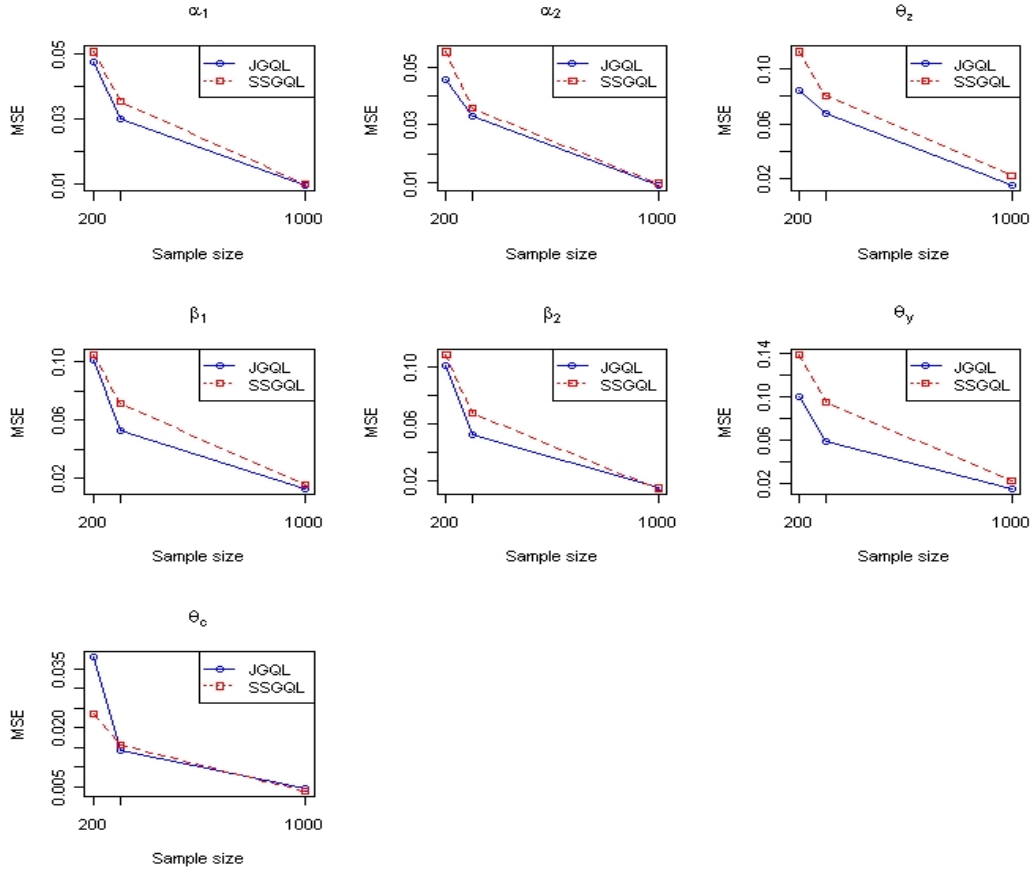 α1
MSE
0.05
0.03
0.01
JGQL
SSGQL
200
1000
Sample size
α2
MSE
0.05
0.03
0.01
JGQL
SSGQL
200
1000
Sample size
θz
MSE
0.10
0.06
0.02
JGQL
SSGQL
200
1000
Sample size
β1
MSE
0.10
0.06
0.02
JGQL
SSGQL
200
1000
Sample size
β2
MSE
0.10
0.06
0.02
JGQL
SSGQL
200
1000
Sample size
θy
MSE
0.14
0.10
0.06
0.02
JGQL
SSGQL
200
1000
Sample size
θc
MSE
0.035
0.020
0.005
JGQL
SSGQL
200
1000
Sample size